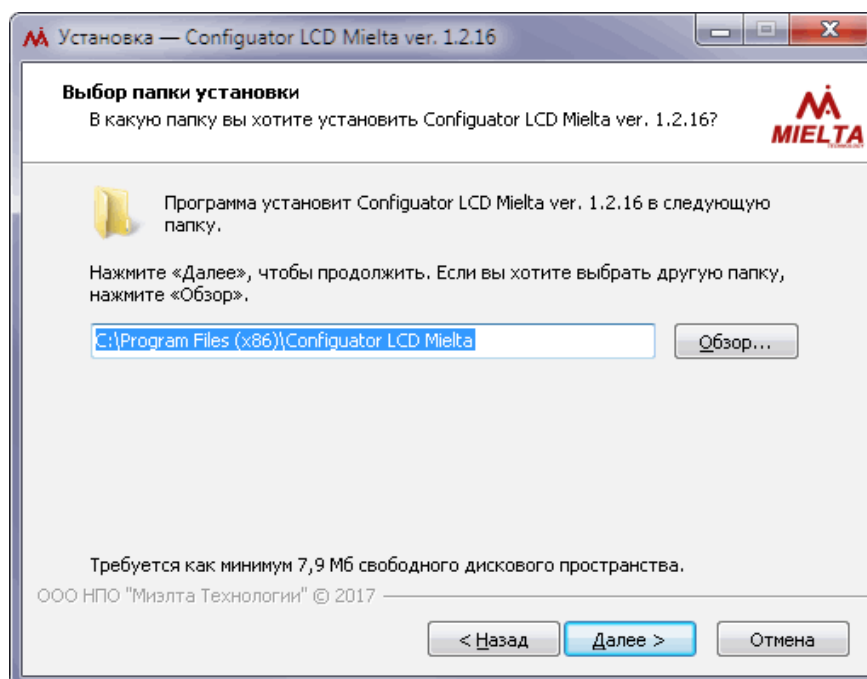 Установка — Configuator LCD Mielta ver. 1.2.16
Выбор папки установки
В какую папку вы хотите установить Configuator LCD Mielta ver. 1.2.16?
MIELTA
TECHNOLOGY
Программа установит Configuator LCD Mielta ver. 1.2.16 в следующую
папку.
Нажмите «Далее», чтобы продолжить. Если вы хотите выбрать другую папку,
нажмите «Обзор».
C:\Program Files (x86)\Configuator LCD Mielta
Обзор...
Требуется как минимум 7,9 Мб свободного дискового пространства.
ООО НПО "Миэлта Технологии" © 2017
< Назад
Далее >
Отмена